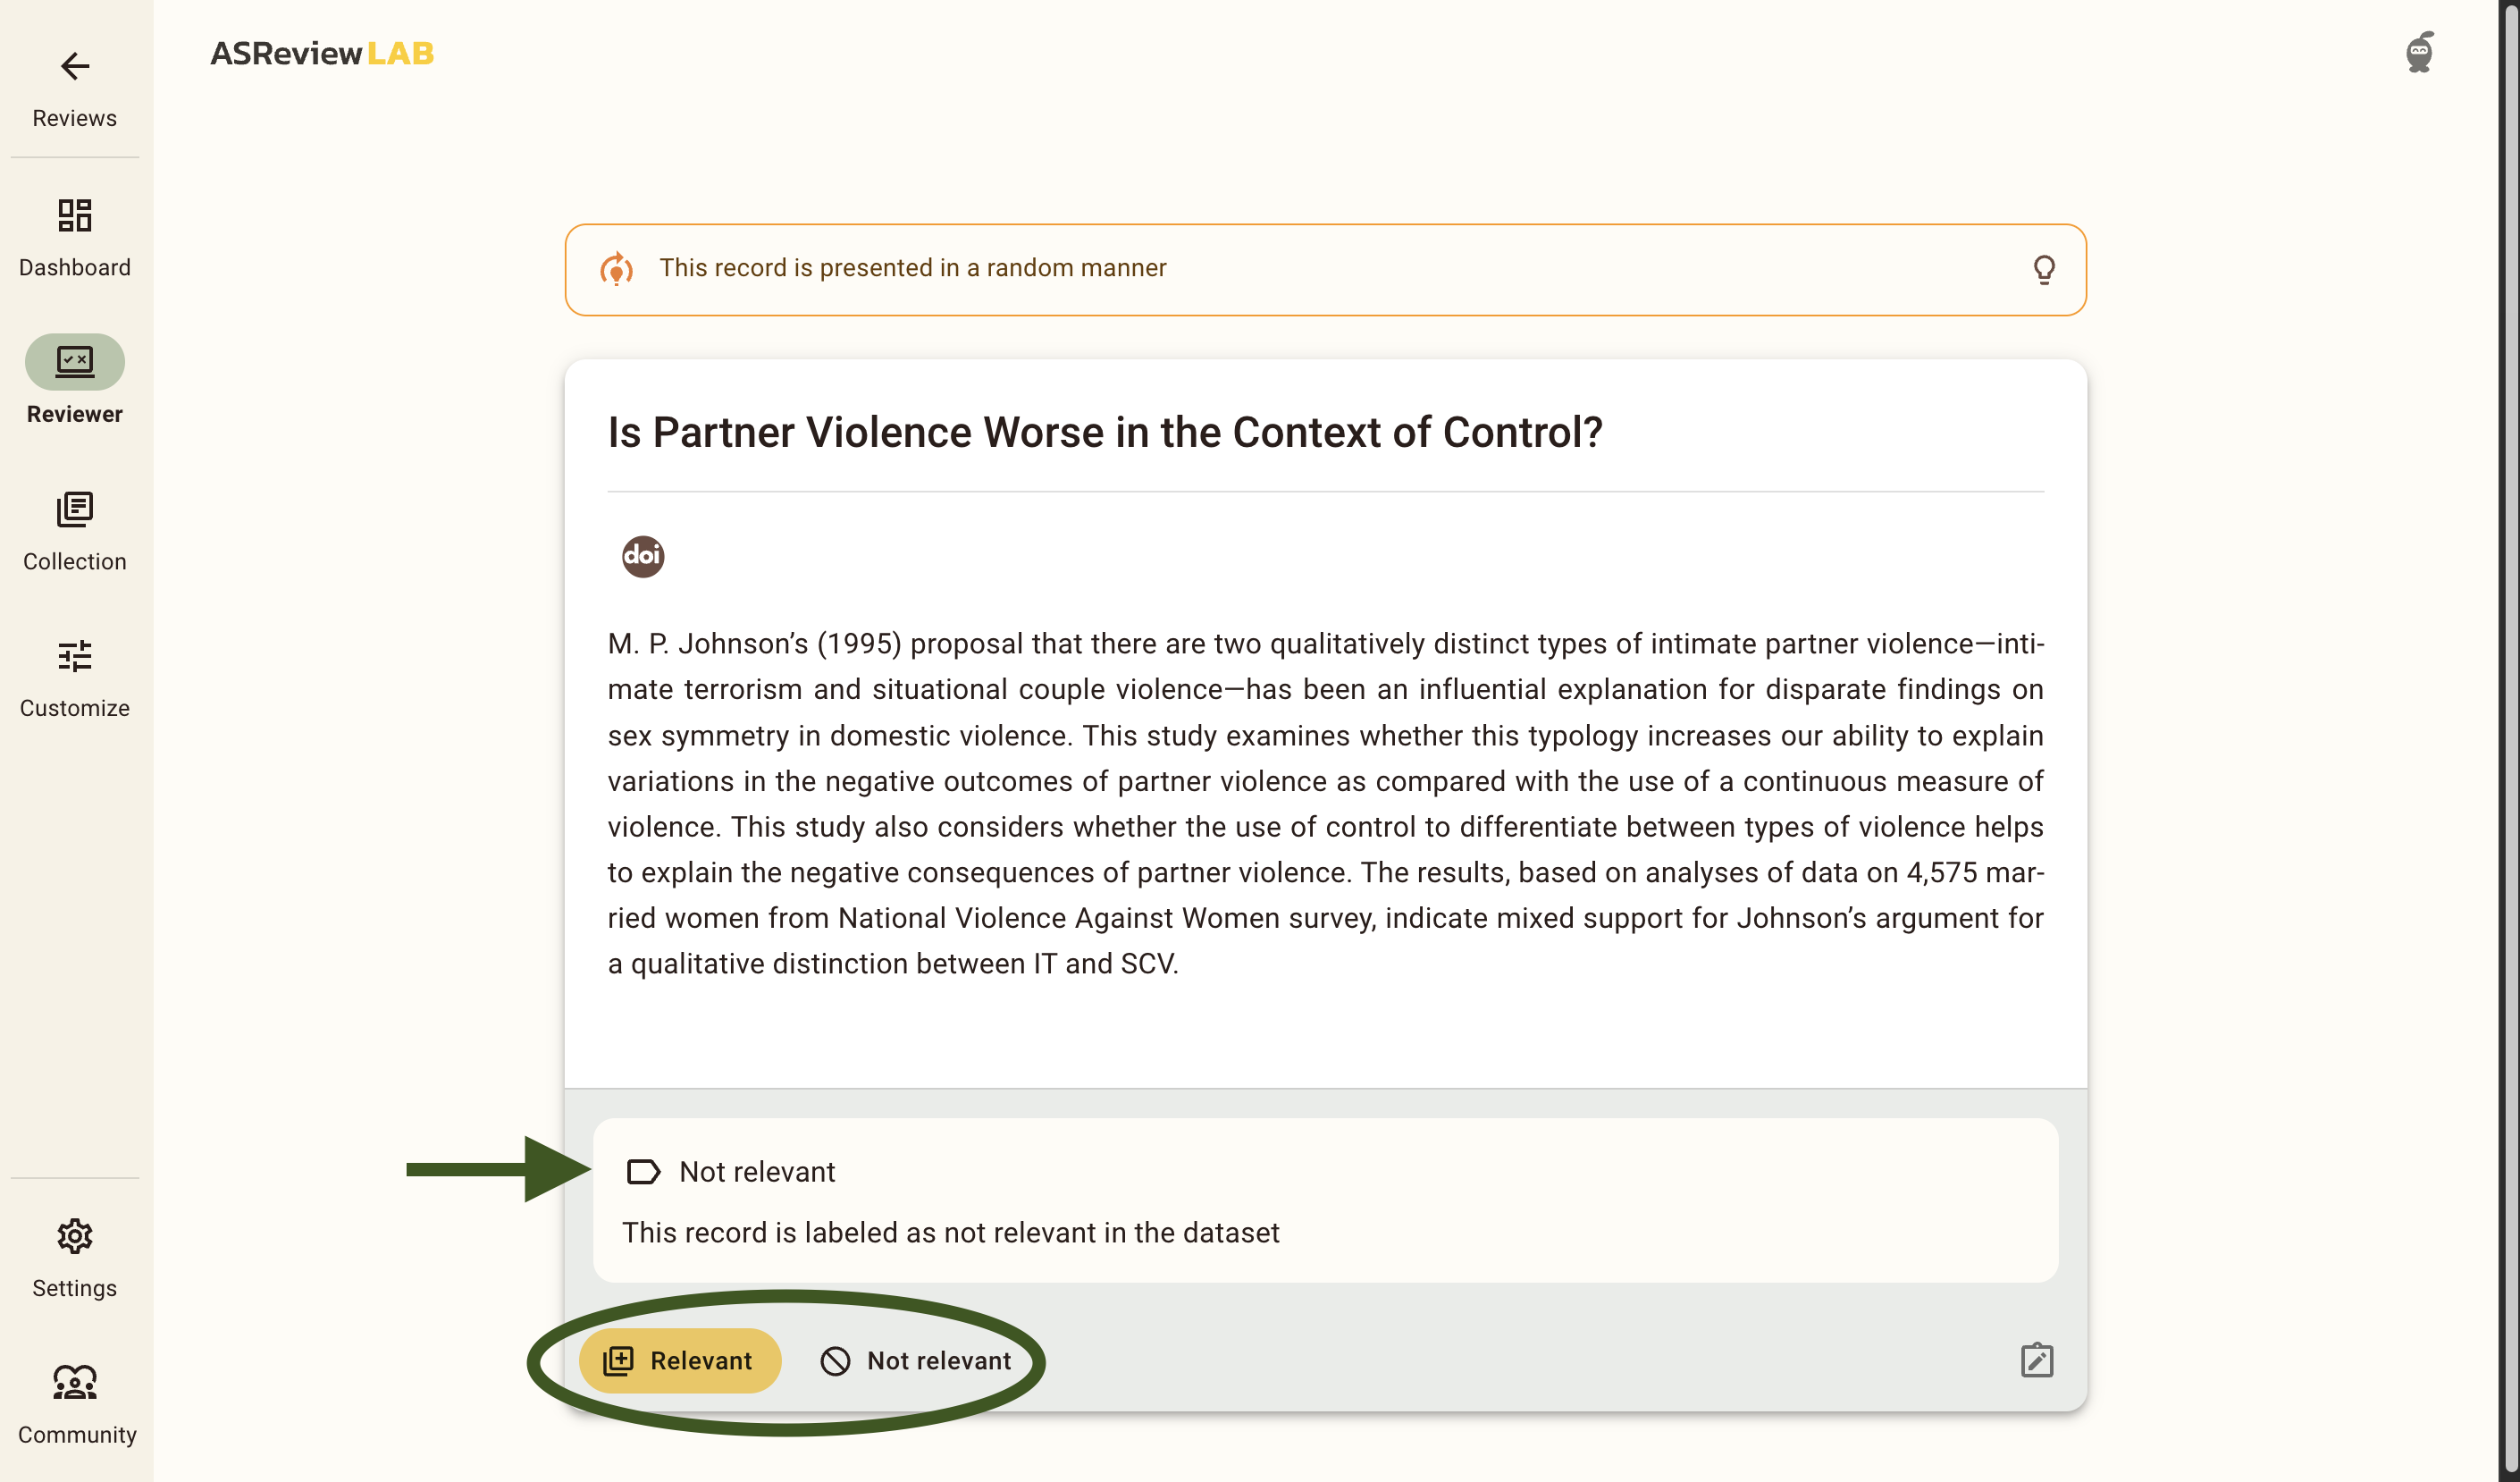 ASReview LAB
Reviews
Dashboard
Reviewer
Collection
Customize
Settings
Community
This record is presented in a random manner
Is Partner Violence Worse in the Context of Control?
doi
M. P. Johnson’s (1995) proposal that there are two qualitatively distinct types of intimate partner violence—inti-
mate terrorism and situational couple violence—has been an influential explanation for disparate findings on
sex symmetry in domestic violence. This study examines whether this typology increases our ability to explain
variations in the negative outcomes of partner violence as compared with the use of a continuous measure of
violence. This study also considers whether the use of control to differentiate between types of violence helps
to explain the negative consequences of partner violence. The results, based on analyses of data on 4,575 mar-
ried women from National Violence Against Women survey, indicate mixed support for Johnson’s argument for
a qualitative distinction between IT and SCV.
Not relevant
This record is labeled as not relevant in the dataset
Relevant
Not relevant